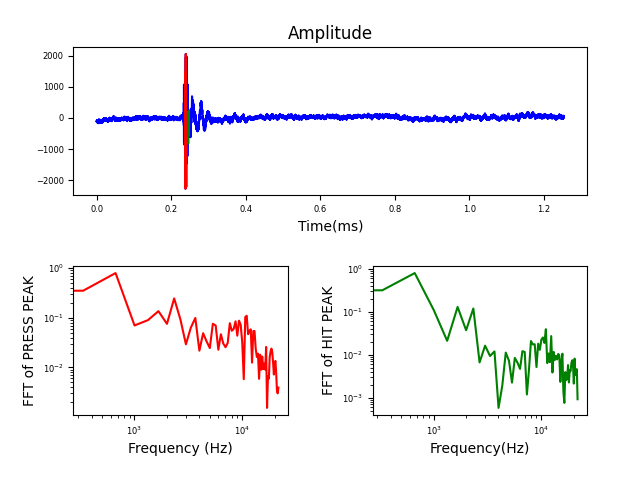 Amplitude
2000
1000
0
−1000
−2000
0.0 0.2 0.4 0.6 0.8 1.0 1.2
Time(ms)
FFT of PRESS PEAK
10⁰
10⁻¹
10⁻²
10³ 10⁴
Frequency (Hz)
FFT of HIT PEAK
10⁰
10⁻¹
10⁻²
10⁻³
10³ 10⁴
Frequency(Hz)